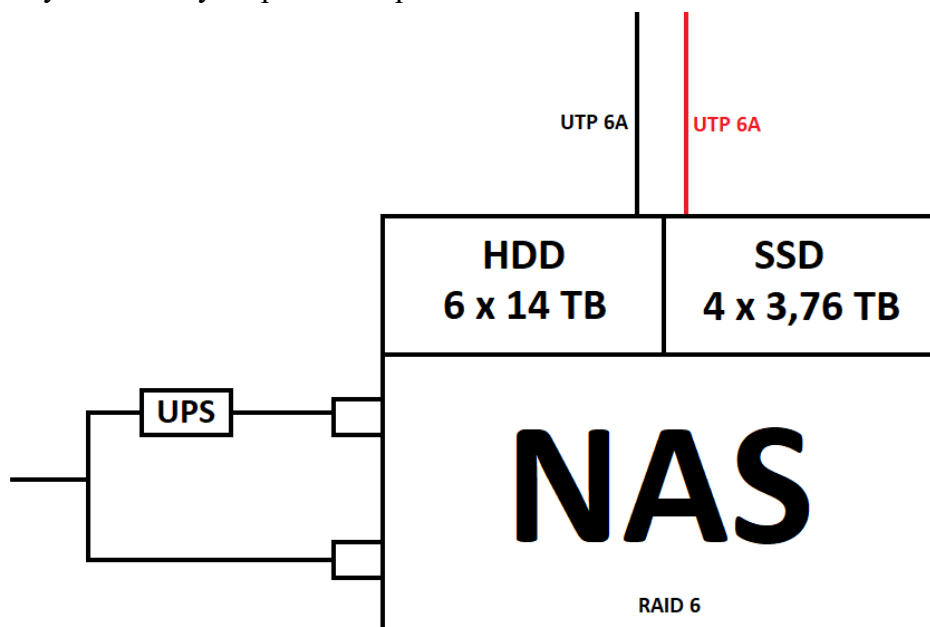 UTP 6A
UTP 6A
HDD
6 x 14 TB
SSD
4 x 3,76 TB
UPS
NAS
RAID 6